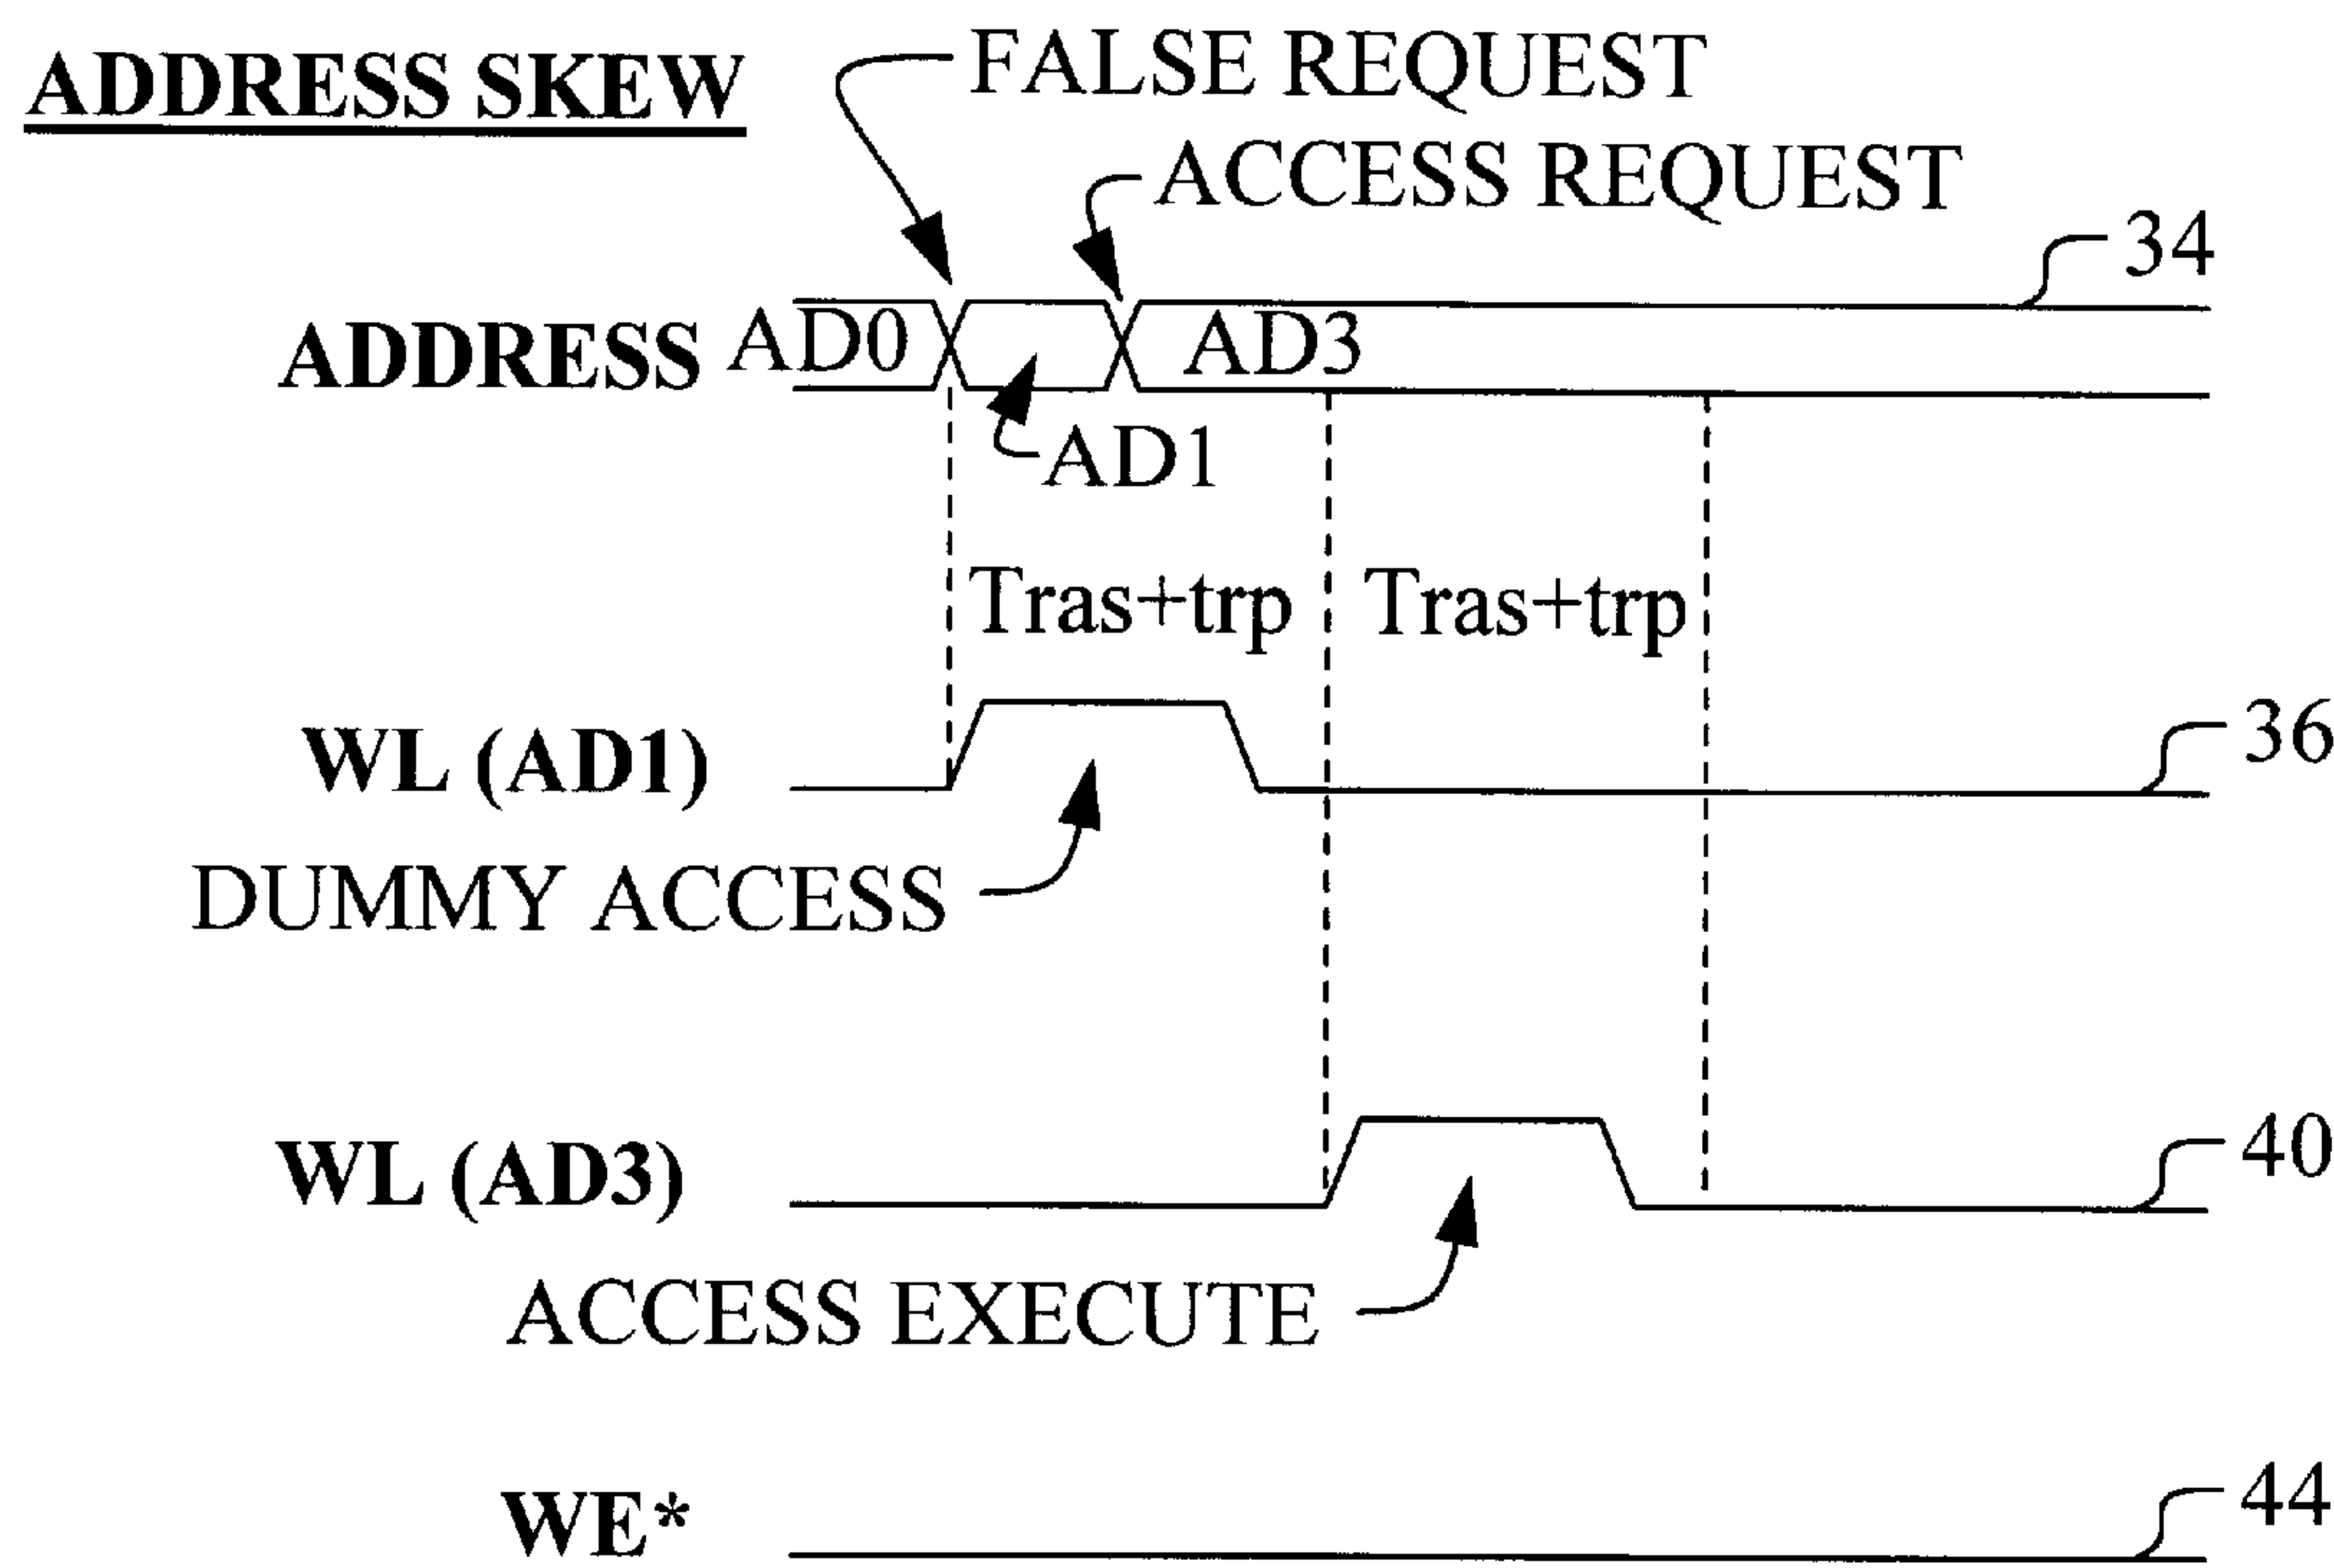 ADDRESS SKEW
FALSE REQUEST
ACCESS REQUEST
34
ADDRESS
AD0
AD3
AD1
Tras+trp
Tras+trp
WL (AD1)
36
DUMMY ACCESS
WL (AD3)
40
ACCESS EXECUTE
WE*
44